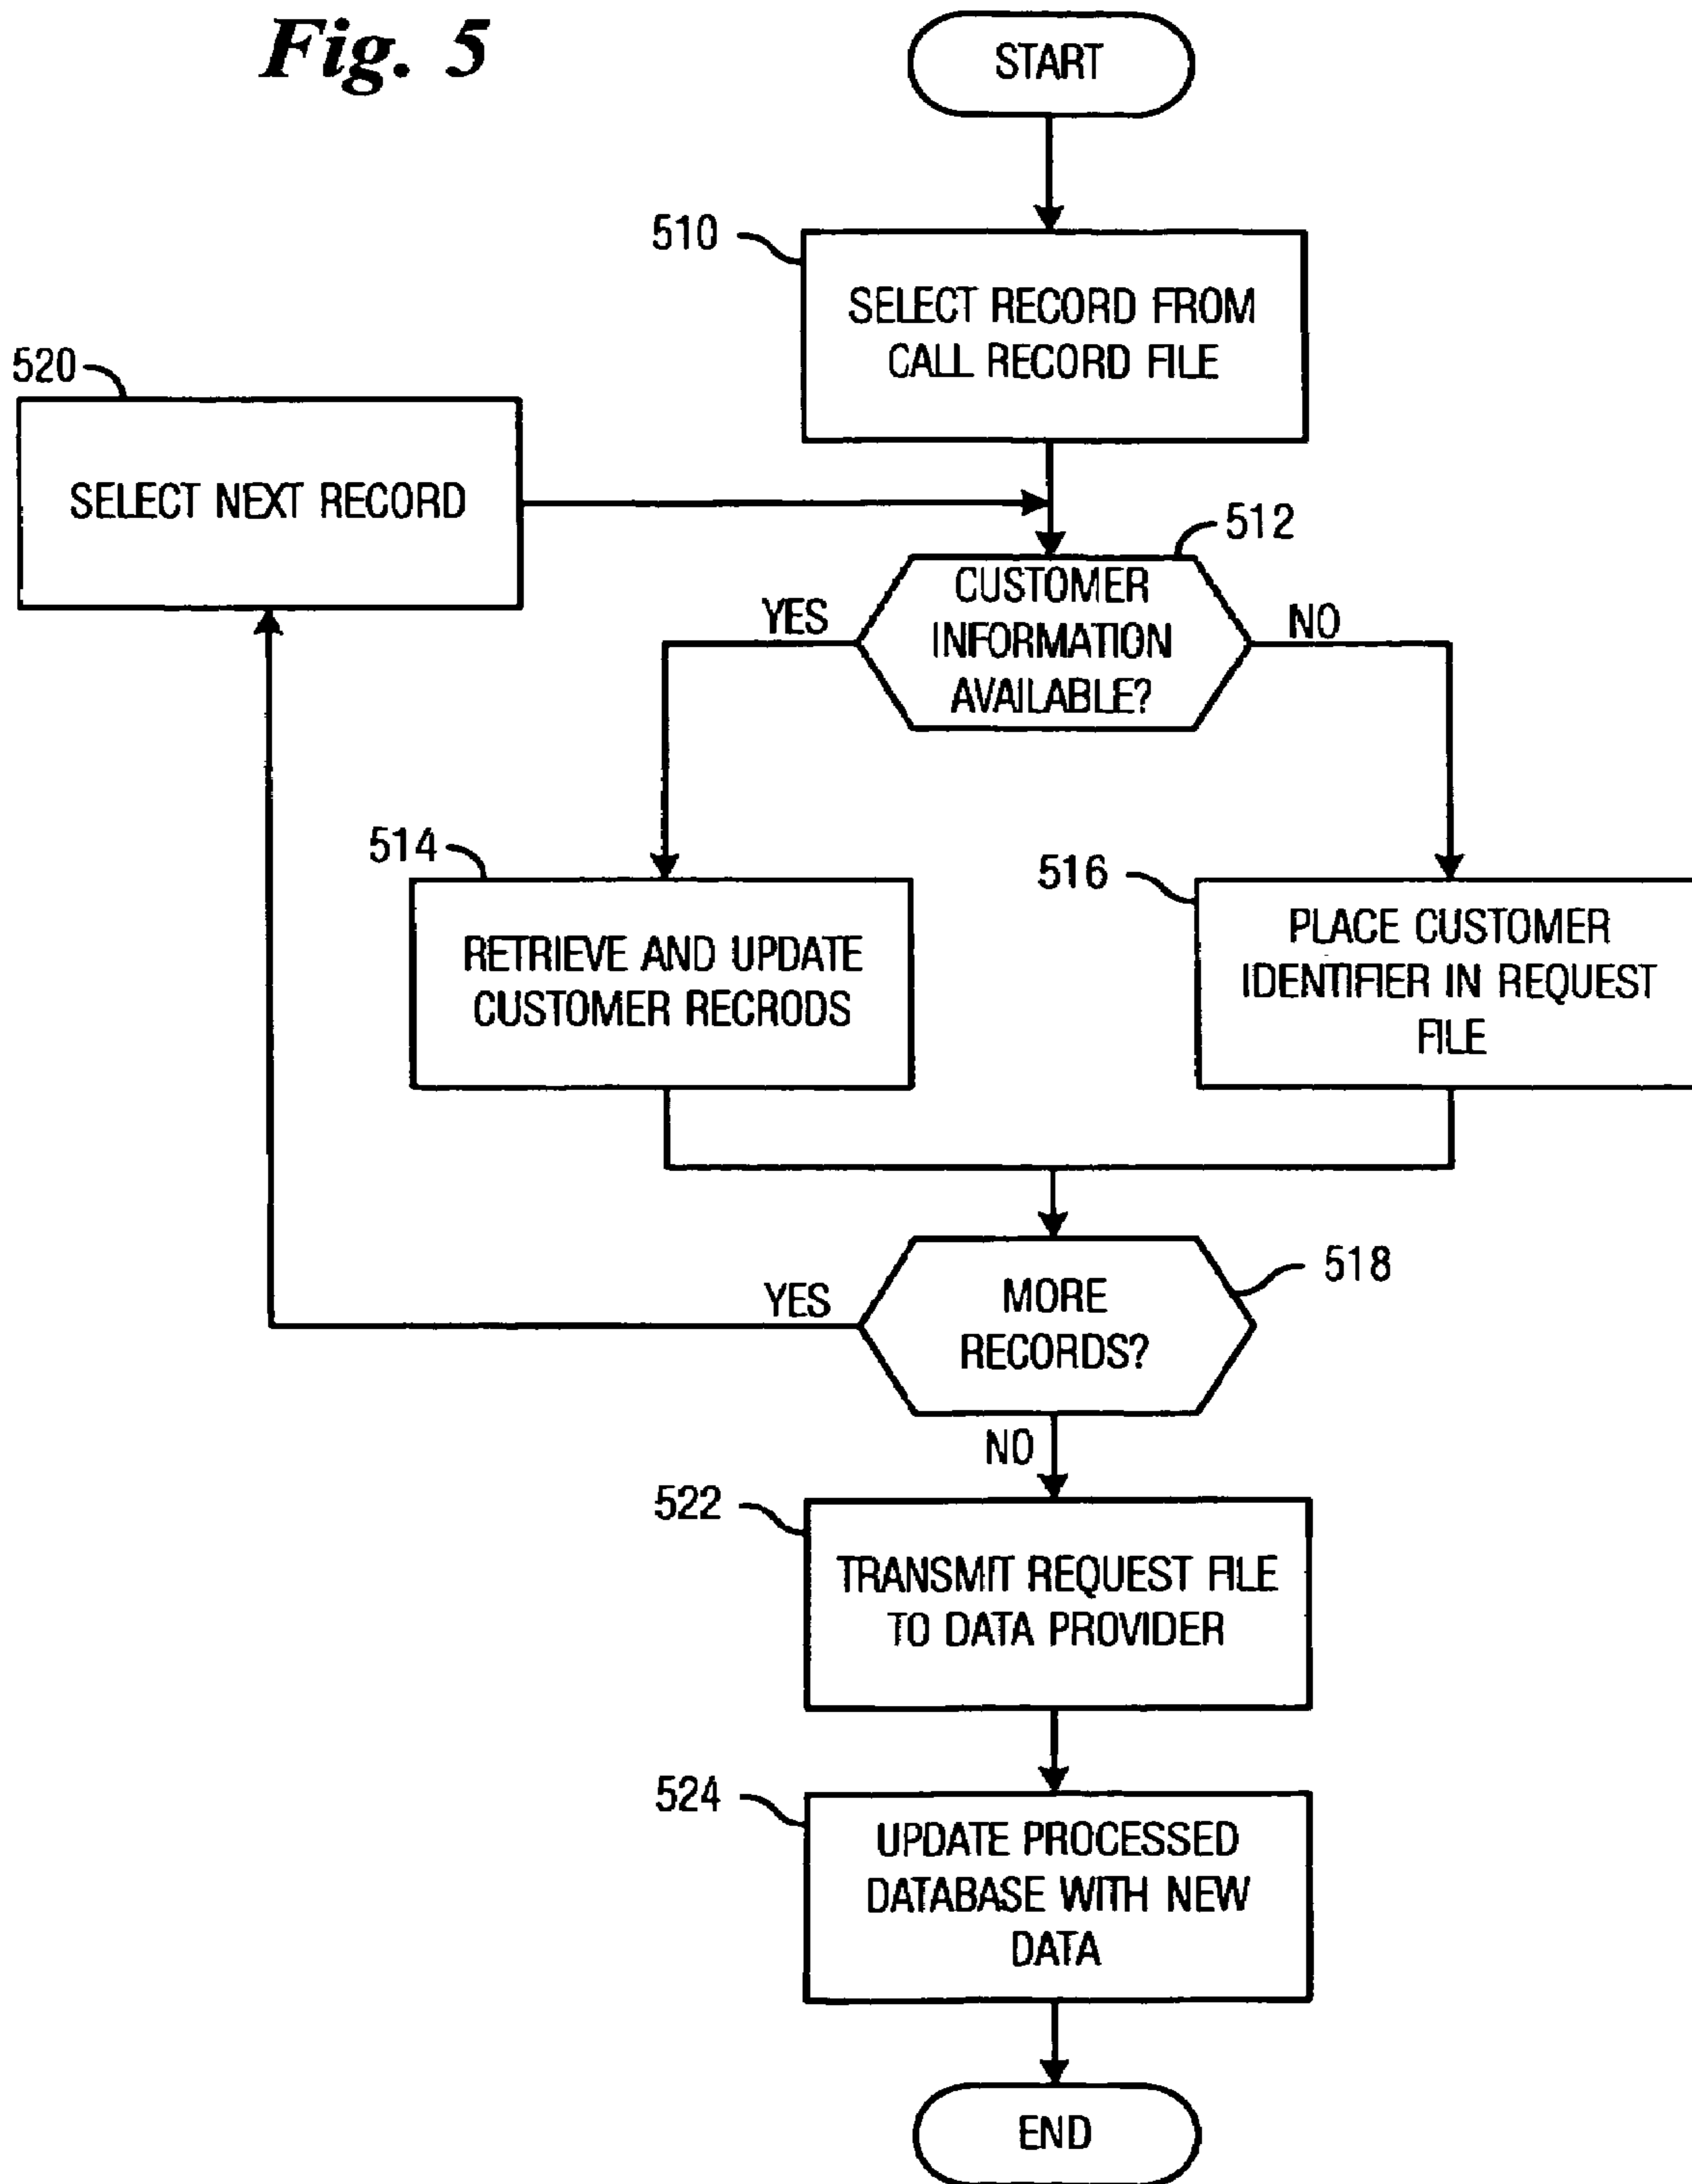 Fig. 5
START
510
SELECT RECORD FROM
CALL RECORD FILE
520
SELECT NEXT RECORD
512
CUSTOMER
INFORMATION
AVAILABLE?
YES
NO
514
RETRIEVE AND UPDATE
CUSTOMER RECRODS
516
PLACE CUSTOMER
IDENTIFIER IN REQUEST
FILE
518
MORE
RECORDS?
YES
NO
522
TRANSMIT REQUEST FILE
TO DATA PROVIDER
524
UPDATE PROCESSED
DATABASE WITH NEW
DATA
END